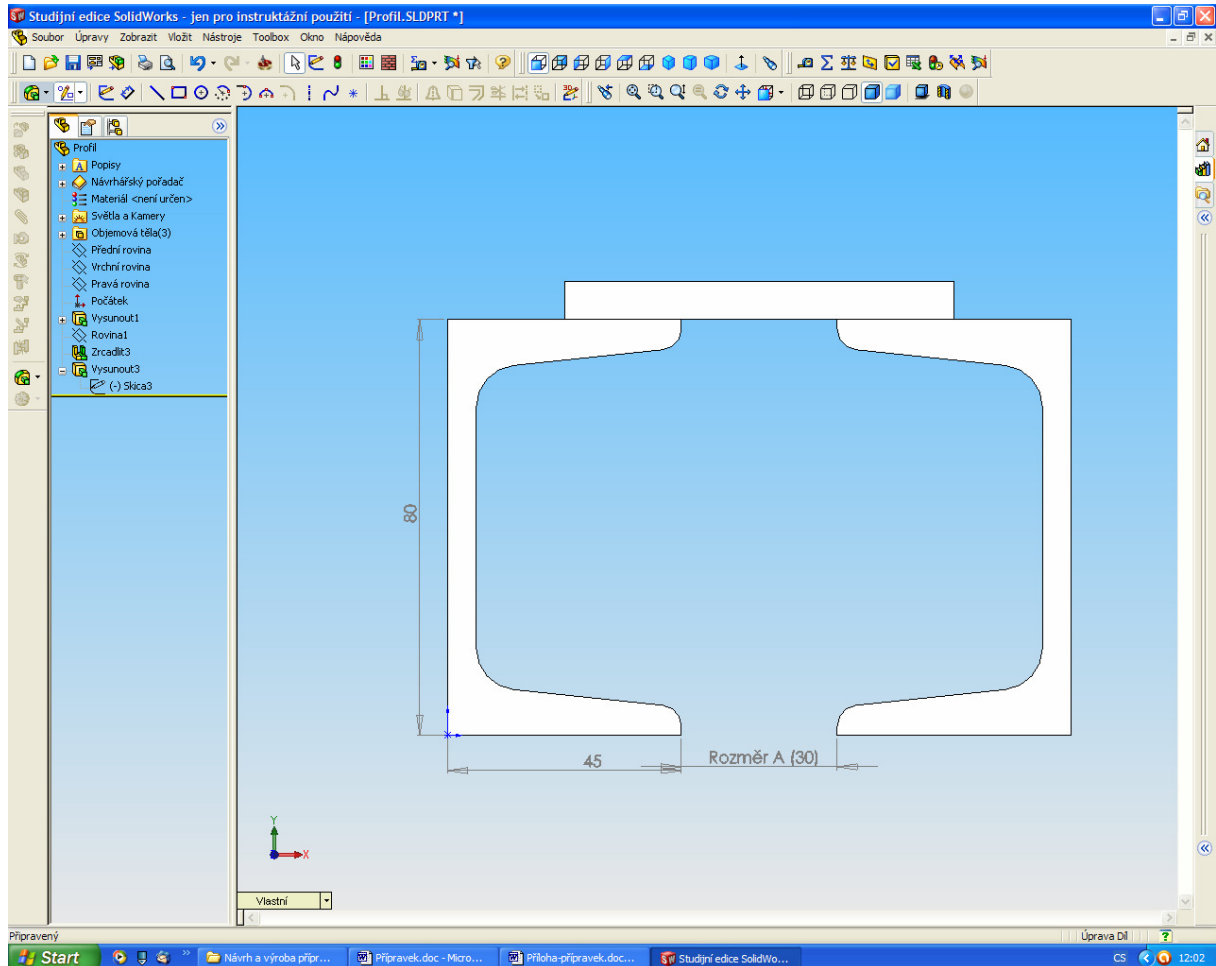 Studijní edice SolidWorks - jen pro instruktážní použití - [Profil.SLDPRT *]
Soubor Úpravy Zobrazit Vložit Nástroje Toolbox Okno Nápověda
Profil
Popisy
Návrhářský pořadač
Materiál <není určen>
Světla a Kamery
Objemová těla(3)
Přední rovina
Vrchní rovina
Pravá rovina
Počátek
Vysunout1
Rovina1
Zrcadlit3
Vysunout3
(-) Skica3
80
45
Rozměr A (30)
Y
X
Vlastní
Připravený
Úprava Díl
Start
Návrh a výroba přípr...
Přípravek.doc - Micro...
Příloha-přípravek.doc...
Studijní edice SolidWo...
CS
12:02